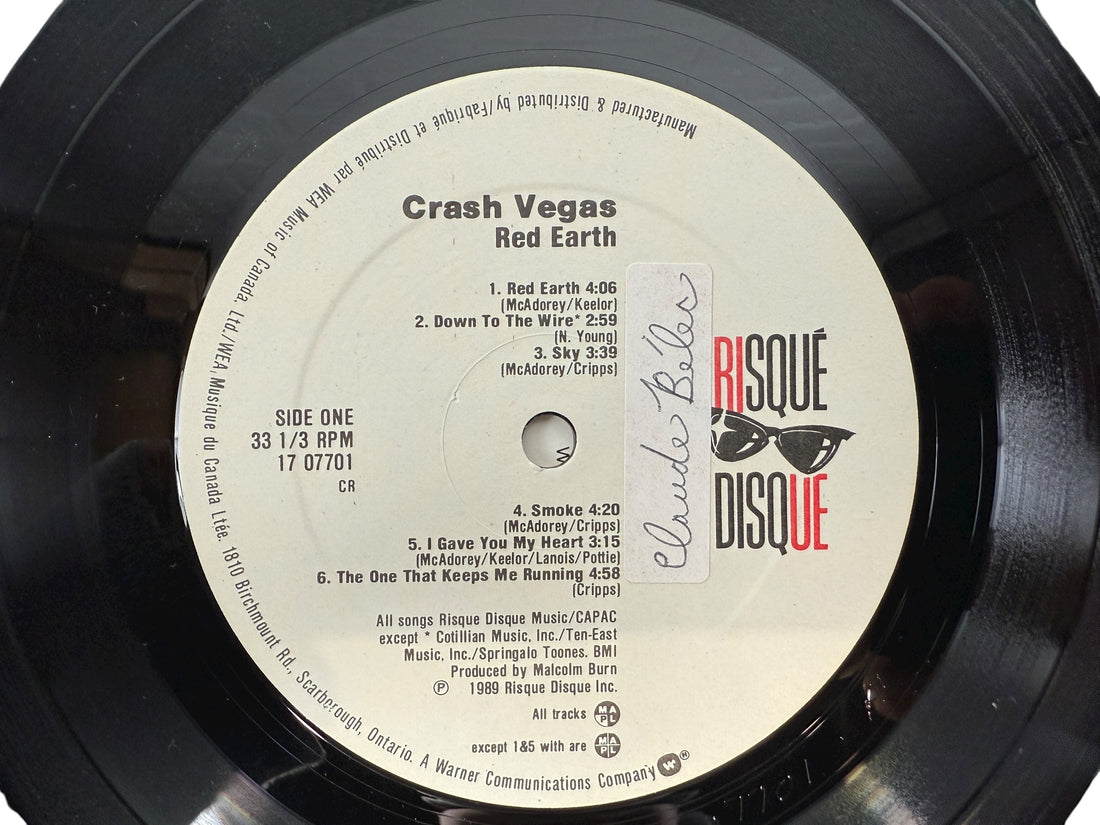 Manufactured & Distributed by/Fabriqué et Distribué par WEA Music of Canada, Ltd./WEA Musique du Canada Ltée. 1810 Birchmount Rd., Scarborough, Ontario. A Warner Communications Company
Crash Vegas
Red Earth
1. Red Earth 4:06
(McAdorey/Keelor)
2. Down To The Wire* 2:59
(N. Young)
3. Sky 3:39
(McAdorey/Cripps)
SIDE ONE
33 1/3 RPM
17 07701
CR
RISQUÉ
DISQUE
4. Smoke 4:20
(McAdorey/Cripps)
5. I Gave You My Heart 3:15
(McAdorey/Keelor/Lanois/Pottie)
6. The One That Keeps Me Running 4:58
(Cripps)
All songs Risque Disque Music/CAPAC
except * Cotillian Music, Inc./Ten-East
Music, Inc./Springalo Toones. BMI
Produced by Malcolm Burn
Ⓟ 1989 Risque Disque Inc.
All tracks MAPL
except 1&5 with are MAPL